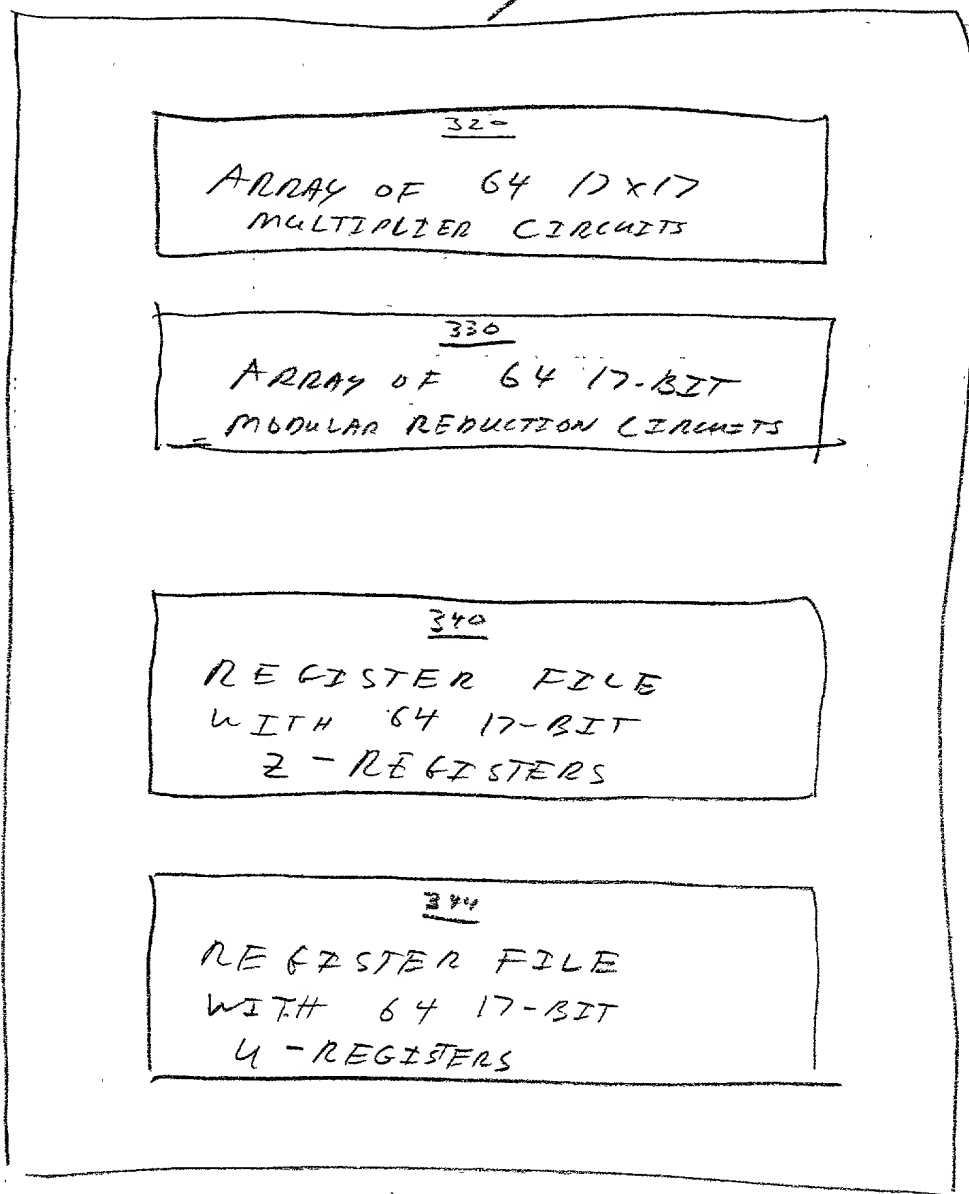 320
ARRAY OF 64 17x17
MULTIPLIER CIRCUITS
330
ARRAY OF 64 17-BIT
MODULAR REDUCTION CIRCUITS
340
REGISTER FILE
WITH 64 17-BIT
Z-REGISTERS
344
REGISTER FILE
WITH 64 17-BIT
U-REGISTERS